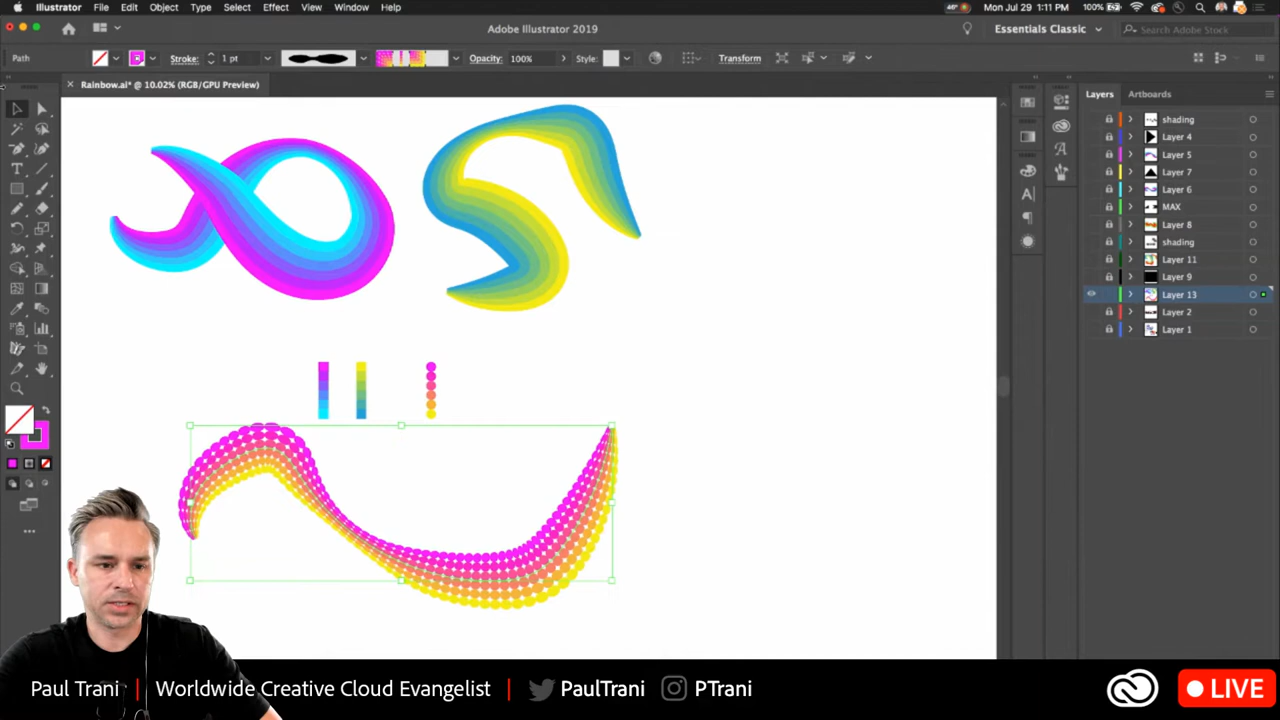 Illustrator File Edit Object Type Select Effect View Window Help
100% Mon Jul 29 1:11 PM
Adobe Illustrator 2019
Essentials Classic
Search Adobe Stock
Path Stroke: 1 pt Opacity: 100% Style: Transform
Rainbow.ai* @ 10.02% (RGB/GPU Preview)
Layers Artboards
shading
Layer 4
Layer 5
Layer 7
Layer 6
MAX
Layer 8
shading
Layer 11
Layer 9
Layer 13
Layer 2
Layer 1
Paul Trani | Worldwide Creative Cloud Evangelist | PaulTrani PTrani
LIVE